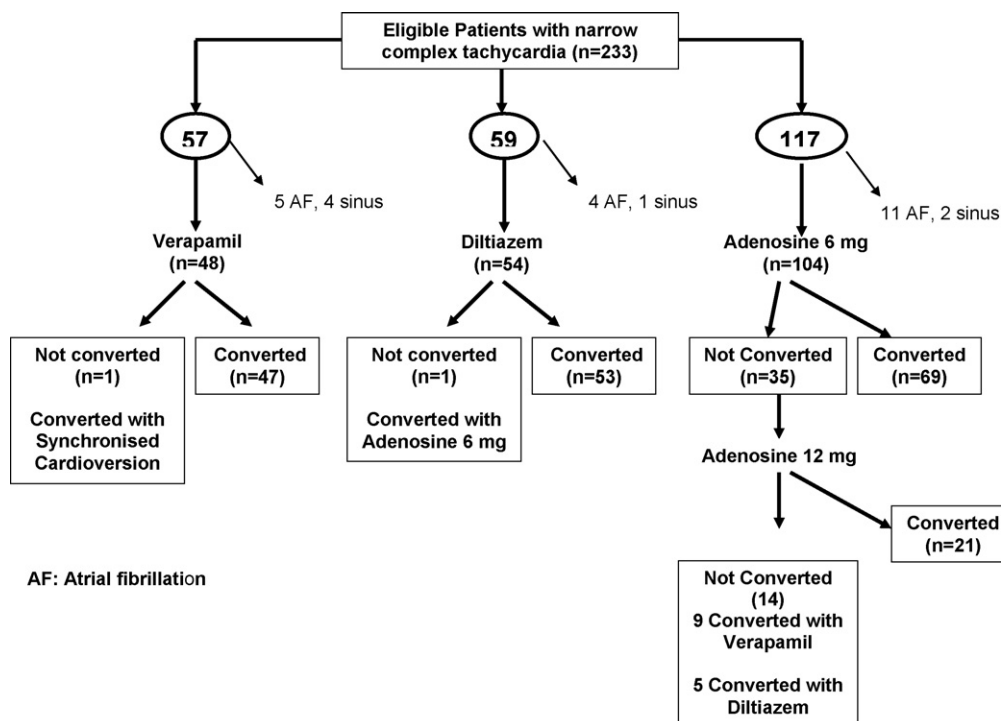 Eligible Patients with narrow
complex tachycardia (n=233)
57
59
117
5 AF, 4 sinus
4 AF, 1 sinus
11 AF, 2 sinus
Verapamil
(n=48)
Diltiazem
(n=54)
Adenosine 6 mg
(n=104)
Not converted
(n=1)
Converted with
Synchronised
Cardioversion
Converted
(n=47)
Not converted
(n=1)
Converted with
Adenosine 6 mg
Converted
(n=53)
Not Converted
(n=35)
Converted
(n=69)
Adenosine 12 mg
Converted
(n=21)
Not Converted
(14)
9 Converted with
Verapamil
5 Converted with
Diltiazem
AF: Atrial fibrillation